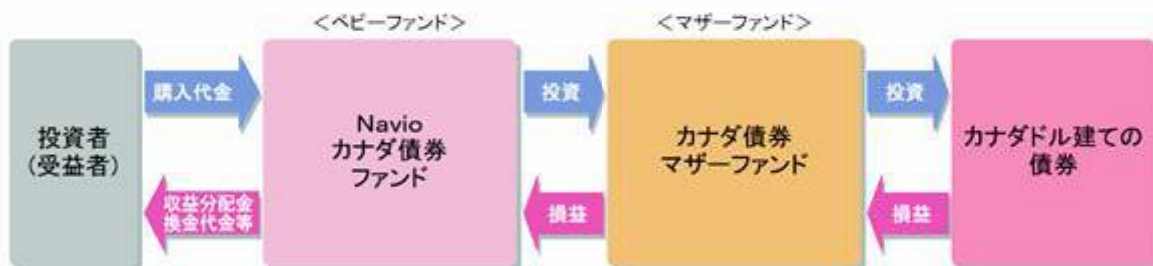 ＜ベビーファンド＞
＜マザーファンド＞
投資者
(受益者)
購入代金
収益分配金
換金代金等
Navio
カナダ債券
ファンド
投資
損益
カナダ債券
マザーファンド
投資
損益
カナダドル建ての
債券